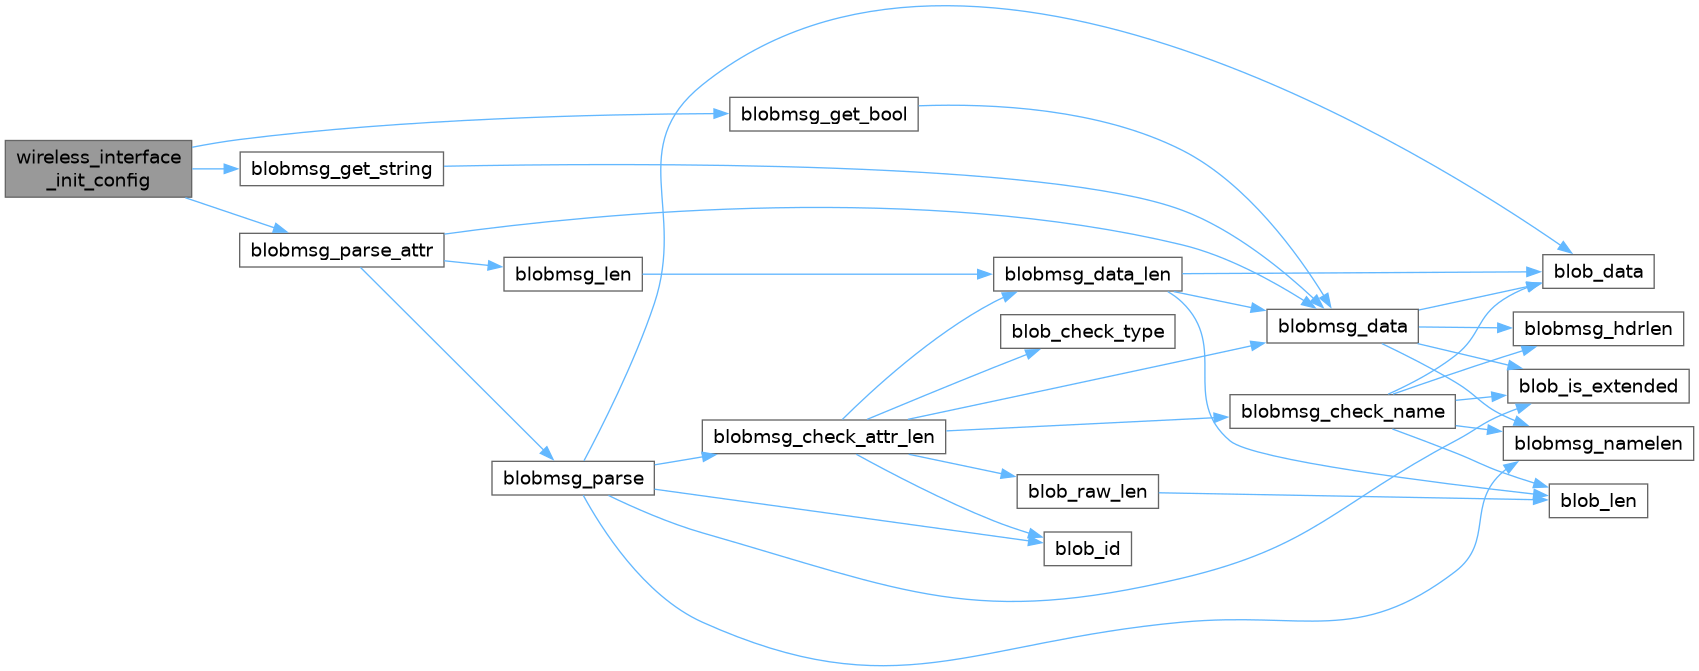 wireless_interface
_init_config
blobmsg_get_bool
blobmsg_get_string
blobmsg_parse_attr
blobmsg_len
blobmsg_parse
blobmsg_data_len
blob_check_type
blobmsg_check_attr_len
blob_raw_len
blob_id
blobmsg_data
blobmsg_check_name
blob_data
blobmsg_hdrlen
blob_is_extended
blobmsg_namelen
blob_len